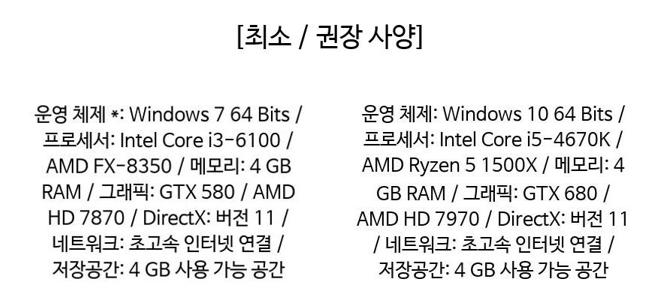 [최소 / 권장 사양]
운영 체제 *: Windows 7 64 Bits /
프로세서: Intel Core i3-6100 /
AMD FX-8350 / 메모리: 4 GB
RAM / 그래픽: GTX 580 / AMD
HD 7870 / DirectX: 버전 11 /
네트워크: 초고속 인터넷 연결 /
저장공간: 4 GB 사용 가능 공간
운영 체제: Windows 10 64 Bits /
프로세서: Intel Core i5-4670K /
AMD Ryzen 5 1500X / 메모리: 4
GB RAM / 그래픽: GTX 680 /
AMD HD 7970 / DirectX: 버전 11
/ 네트워크: 초고속 인터넷 연결 /
저장공간: 4 GB 사용 가능 공간